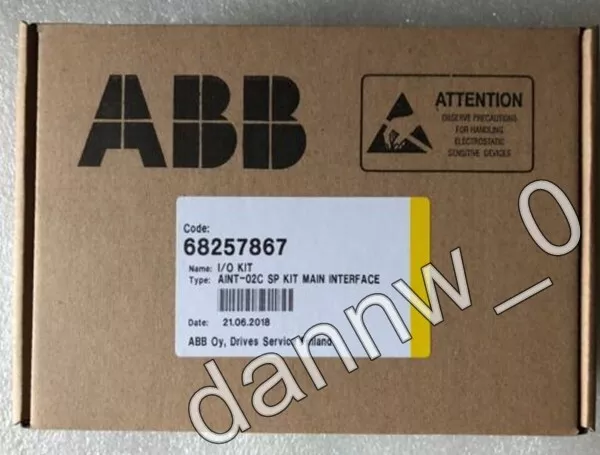 ABB
ATTENTION
OBSERVE PRECAUTIONS
FOR HANDLING
ELECTROSTATIC
SENSITIVE DEVICES
Code:
68257867
Name: I/O KIT
Type: AINT-02C SP KIT MAIN INTERFACE
Date: 21.06.2018
ABB Oy, Drives Service
dannw_0